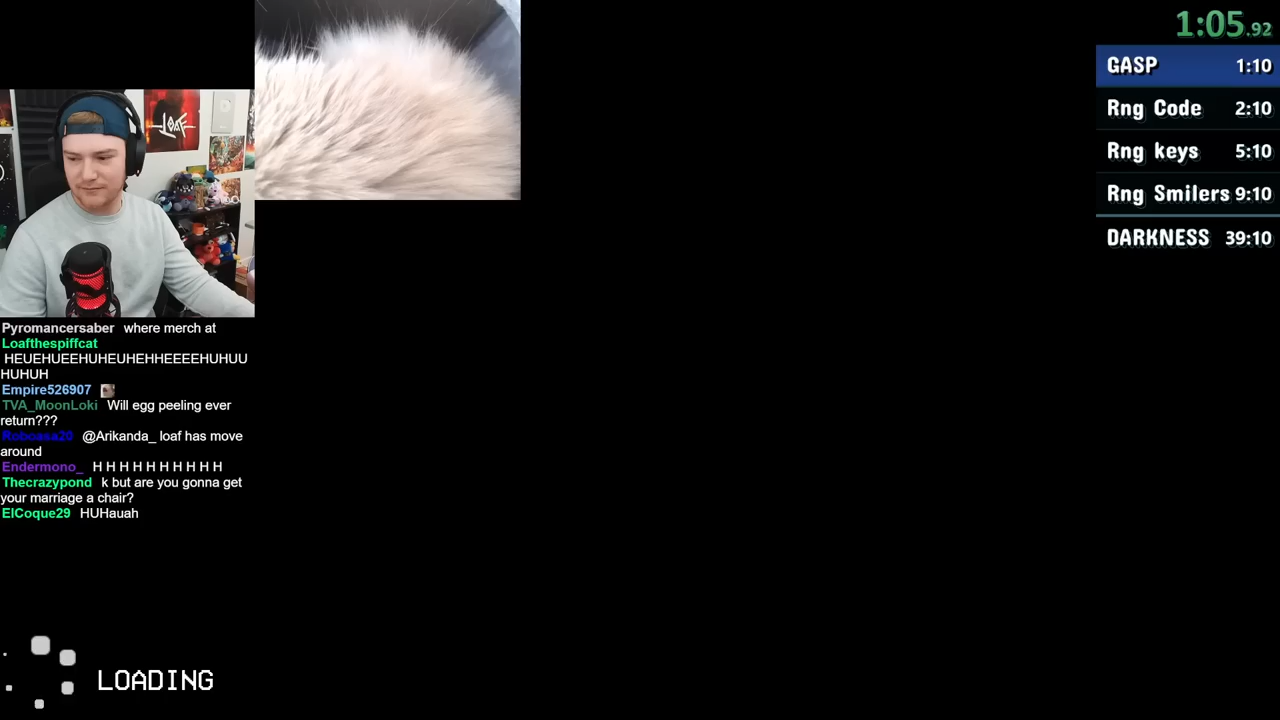 1:05.92
GASP 1:10
Rng Code 2:10
Rng keys 5:10
Rng Smilers 9:10
DARKNESS 39:10
LOAF
Pyromancersaber where merch at
Loafthespiffcat
HEUEHUEEHUHEUHEHHEEEEHUHUU
HUHUH
Empire526907
TVA_MoonLoki Will egg peeling ever
return???
Roboasa20 @Arikanda_ loaf has move
around
Endermono_ H H H H H H H H H H
Thecrazypond k but are you gonna get
your marriage a chair?
ElCoque29 HUHauah
LOADING